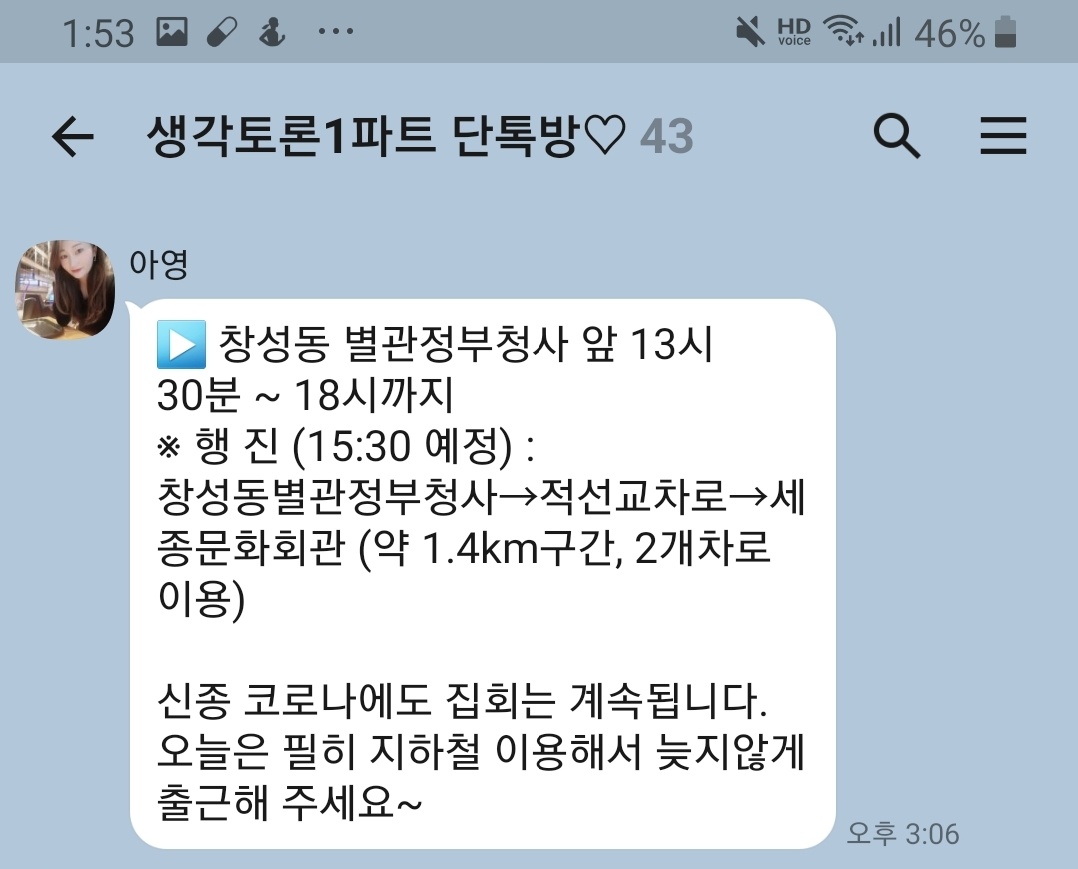 1:53 HD voice 46%
생각토론1파트 단톡방♡ 43
아영
▶ 창성동 별관정부청사 앞 13시
30분 ~ 18시까지
※ 행 진 (15:30 예정) :
창성동별관정부청사→적선교차로→세
종문화회관 (약 1.4km구간, 2개차로
이용)
신종 코로나에도 집회는 계속됩니다.
오늘은 필히 지하철 이용해서 늦지않게
출근해 주세요~
오후 3:06